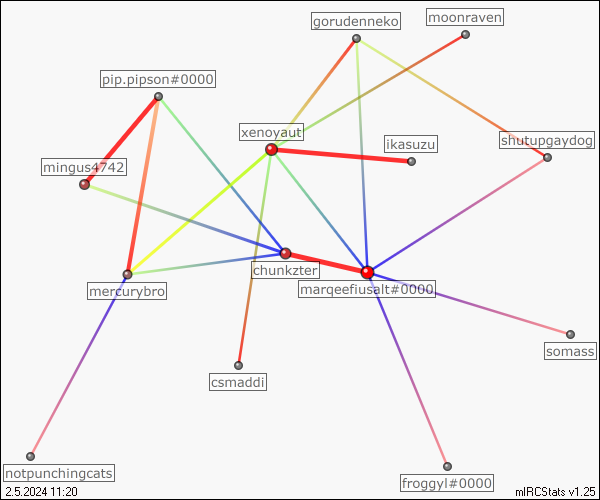 moonraven
gorudenneko
pip.pipson#0000
xenoyaut
ikasuzu
shutupgaydog
mingus4742
chunkzter
mercurybro
marqeefiusalt#0000
somass
csmaddi
notpunchingcats
froggyl#0000
2.5.2024 11:20
mIRCStats v1.25